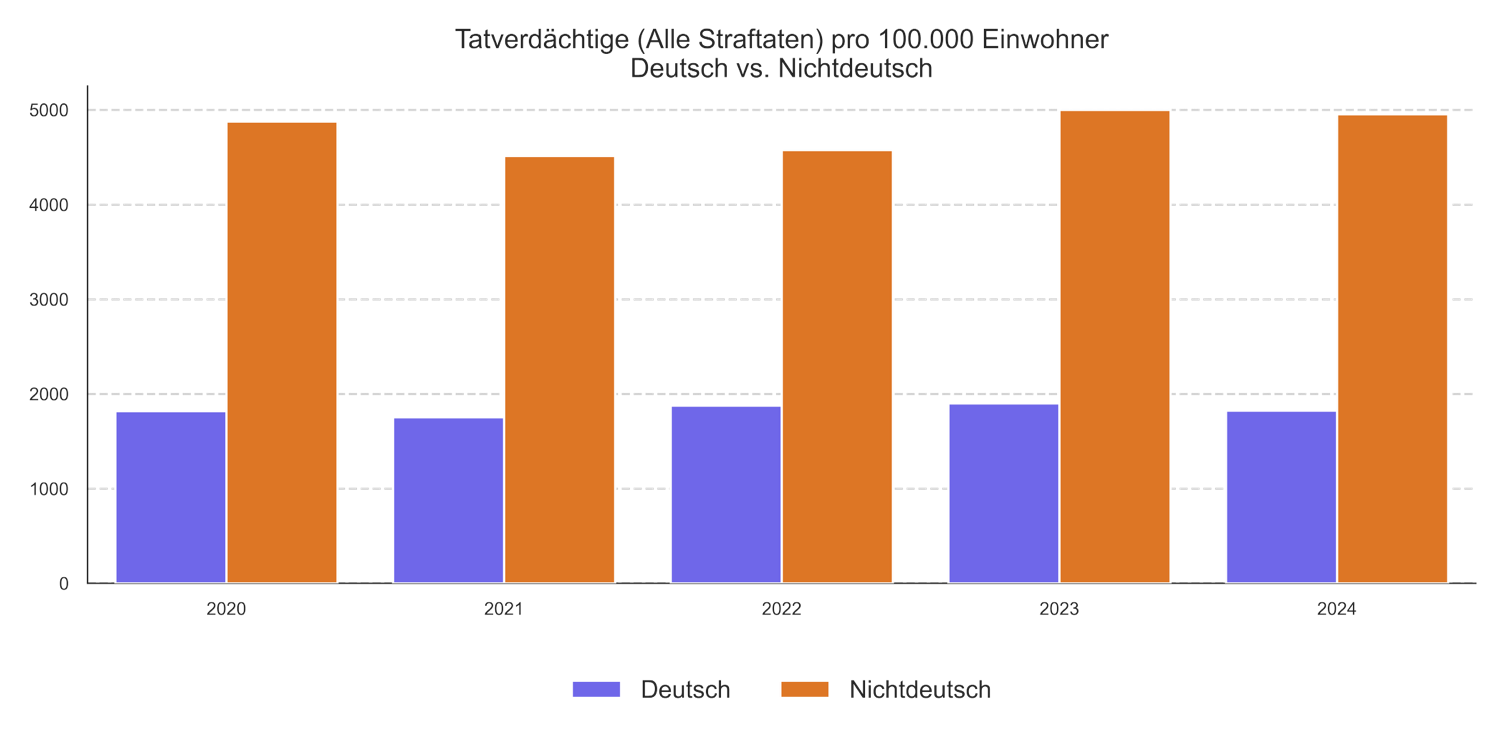 Tatverdächtige (Alle Straftaten) pro 100.000 Einwohner
Deutsch vs. Nichtdeutsch
5000
4000
3000
2000
1000
0
2020 2021 2022 2023 2024
Deutsch Nichtdeutsch